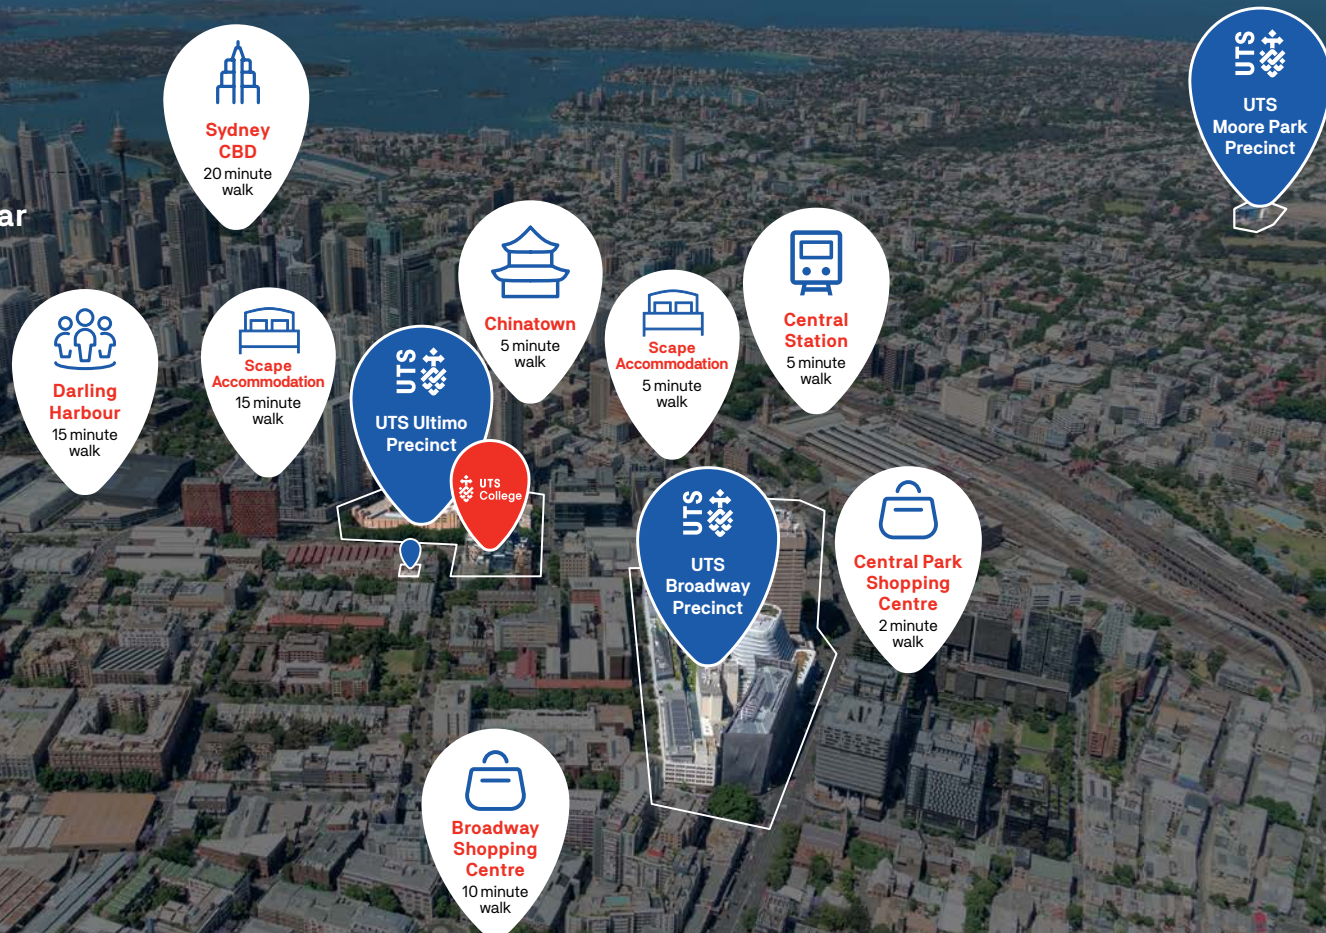 Sydney
CBD
20 minute
walk
UTS
UTS
Moore Park
Precinct
ar
Chinatown
5 minute
walk
Central
Station
5 minute
walk
Darling
Harbour
15 minute
walk
Scape
Accommodation
15 minute
walk
UTS
UTS Ultimo
Precinct
Scape
Accommodation
5 minute
walk
UTS
College
UTS
UTS
Broadway
Precinct
Central Park
Shopping
Centre
2 minute
walk
Broadway
Shopping
Centre
10 minute
walk